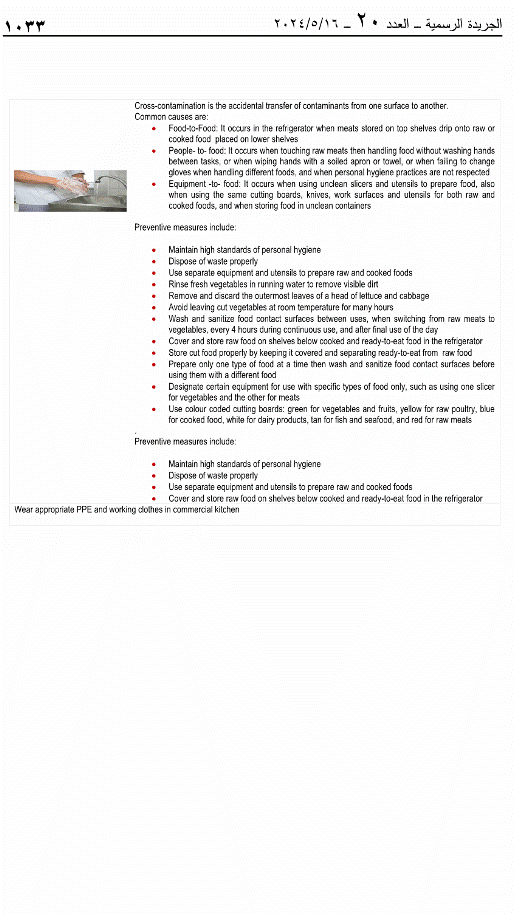 الجريدة الرسمية – العدد ٢٠ – ٢٠٢٤/٥/١٦
١٠٣٣
Cross-contamination is the accidental transfer of contaminants from one surface to another.
Common causes are:
• Food-to-Food: It occurs in the refrigerator when meats stored on top shelves drip onto raw or
cooked food placed on lower shelves
• People- to- food: It occurs when touching raw meats then handling food without washing hands
between tasks, or when wiping hands with a soiled apron or towel, or when failing to change
gloves when handling different foods, and when personal hygiene practices are not respected
• Equipment -to- food: It occurs when using unclean slicers and utensils to prepare food, also
when using the same cutting boards, knives, work surfaces and utensils for both raw and
cooked foods, and when storing food in unclean containers
Preventive measures include:
• Maintain high standards of personal hygiene
• Dispose of waste properly
• Use separate equipment and utensils to prepare raw and cooked foods
• Rinse fresh vegetables in running water to remove visible dirt
• Remove and discard the outermost leaves of a head of lettuce and cabbage
• Avoid leaving cut vegetables at room temperature for many hours
• Wash and sanitize food contact surfaces between uses, when switching from raw meats to
vegetables, every 4 hours during continuous use, and after final use of the day
• Cover and store raw food on shelves below cooked and ready-to-eat food in the refrigerator
• Store cut food properly by keeping it covered and separating ready-to-eat from raw food
• Prepare only one type of food at a time then wash and sanitize food contact surfaces before
using them with a different food
• Designate certain equipment for use with specific types of food only, such as using one slicer
for vegetables and the other for meats
• Use colour coded cutting boards: green for vegetables and fruits, yellow for raw poultry, blue
for cooked food, white for dairy products, tan for fish and seafood, and red for raw meats
.
Preventive measures include:
• Maintain high standards of personal hygiene
• Dispose of waste properly
• Use separate equipment and utensils to prepare raw and cooked foods
• Cover and store raw food on shelves below cooked and ready-to-eat food in the refrigerator
Wear appropriate PPE and working clothes in commercial kitchen